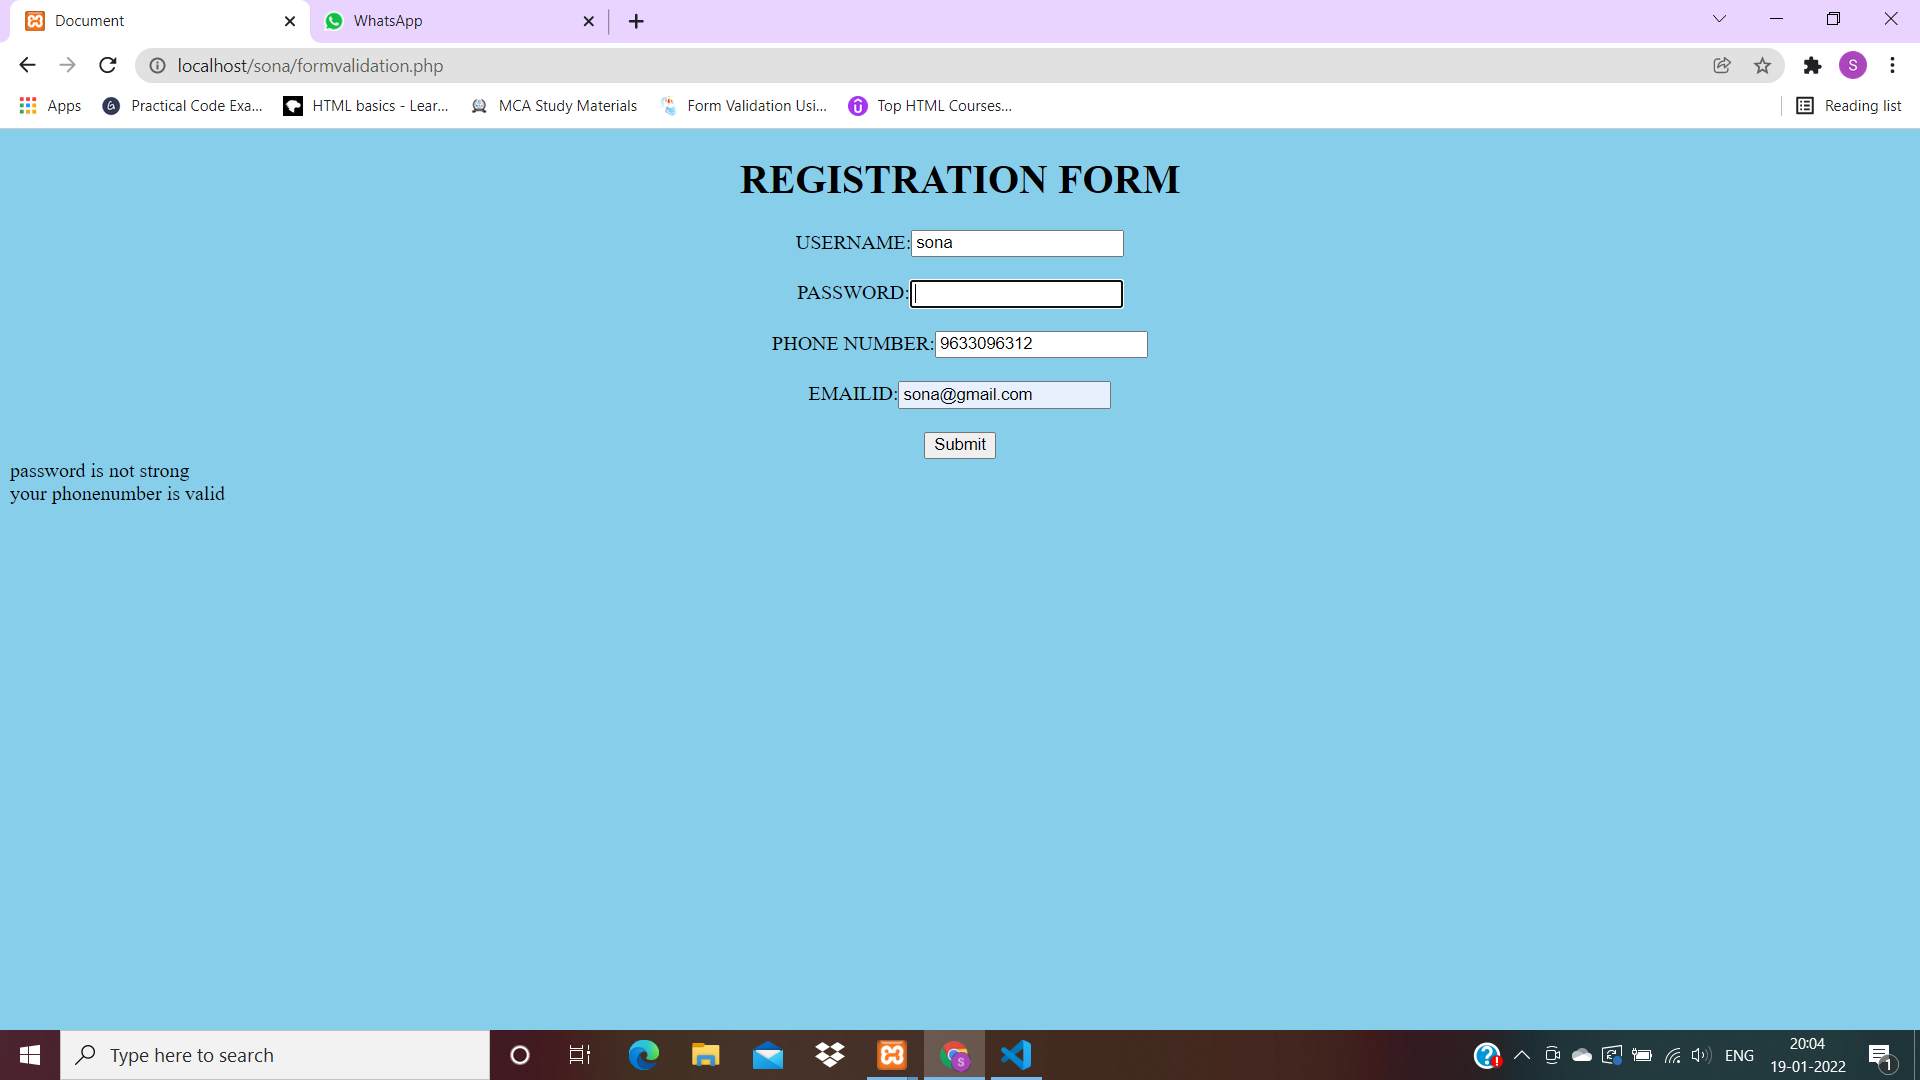 Document
WhatsApp
localhost/sona/formvalidation.php
S
Apps
Practical Code Exa...
HTML basics - Lear...
MCA Study Materials
Form Validation Usi...
Top HTML Courses...
Reading list
REGISTRATION FORM
USERNAME:sona
PASSWORD:
PHONE NUMBER:9633096312
EMAILID:sona@gmail.com
Submit
password is not strong
your phonenumber is valid
Type here to search
S
ENG
20:04
19-01-2022
1